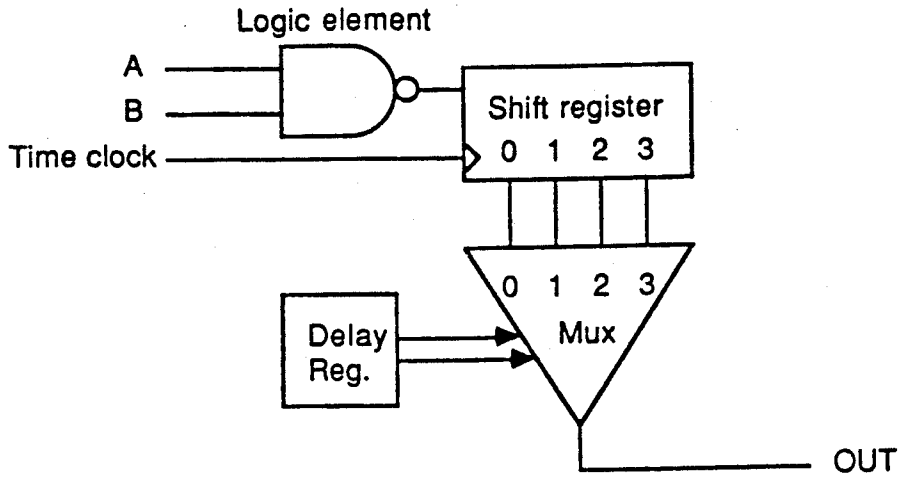 Logic element
A
B
Time clock
Shift register
0 1 2 3
0 1 2 3
Mux
Delay
Reg.
OUT